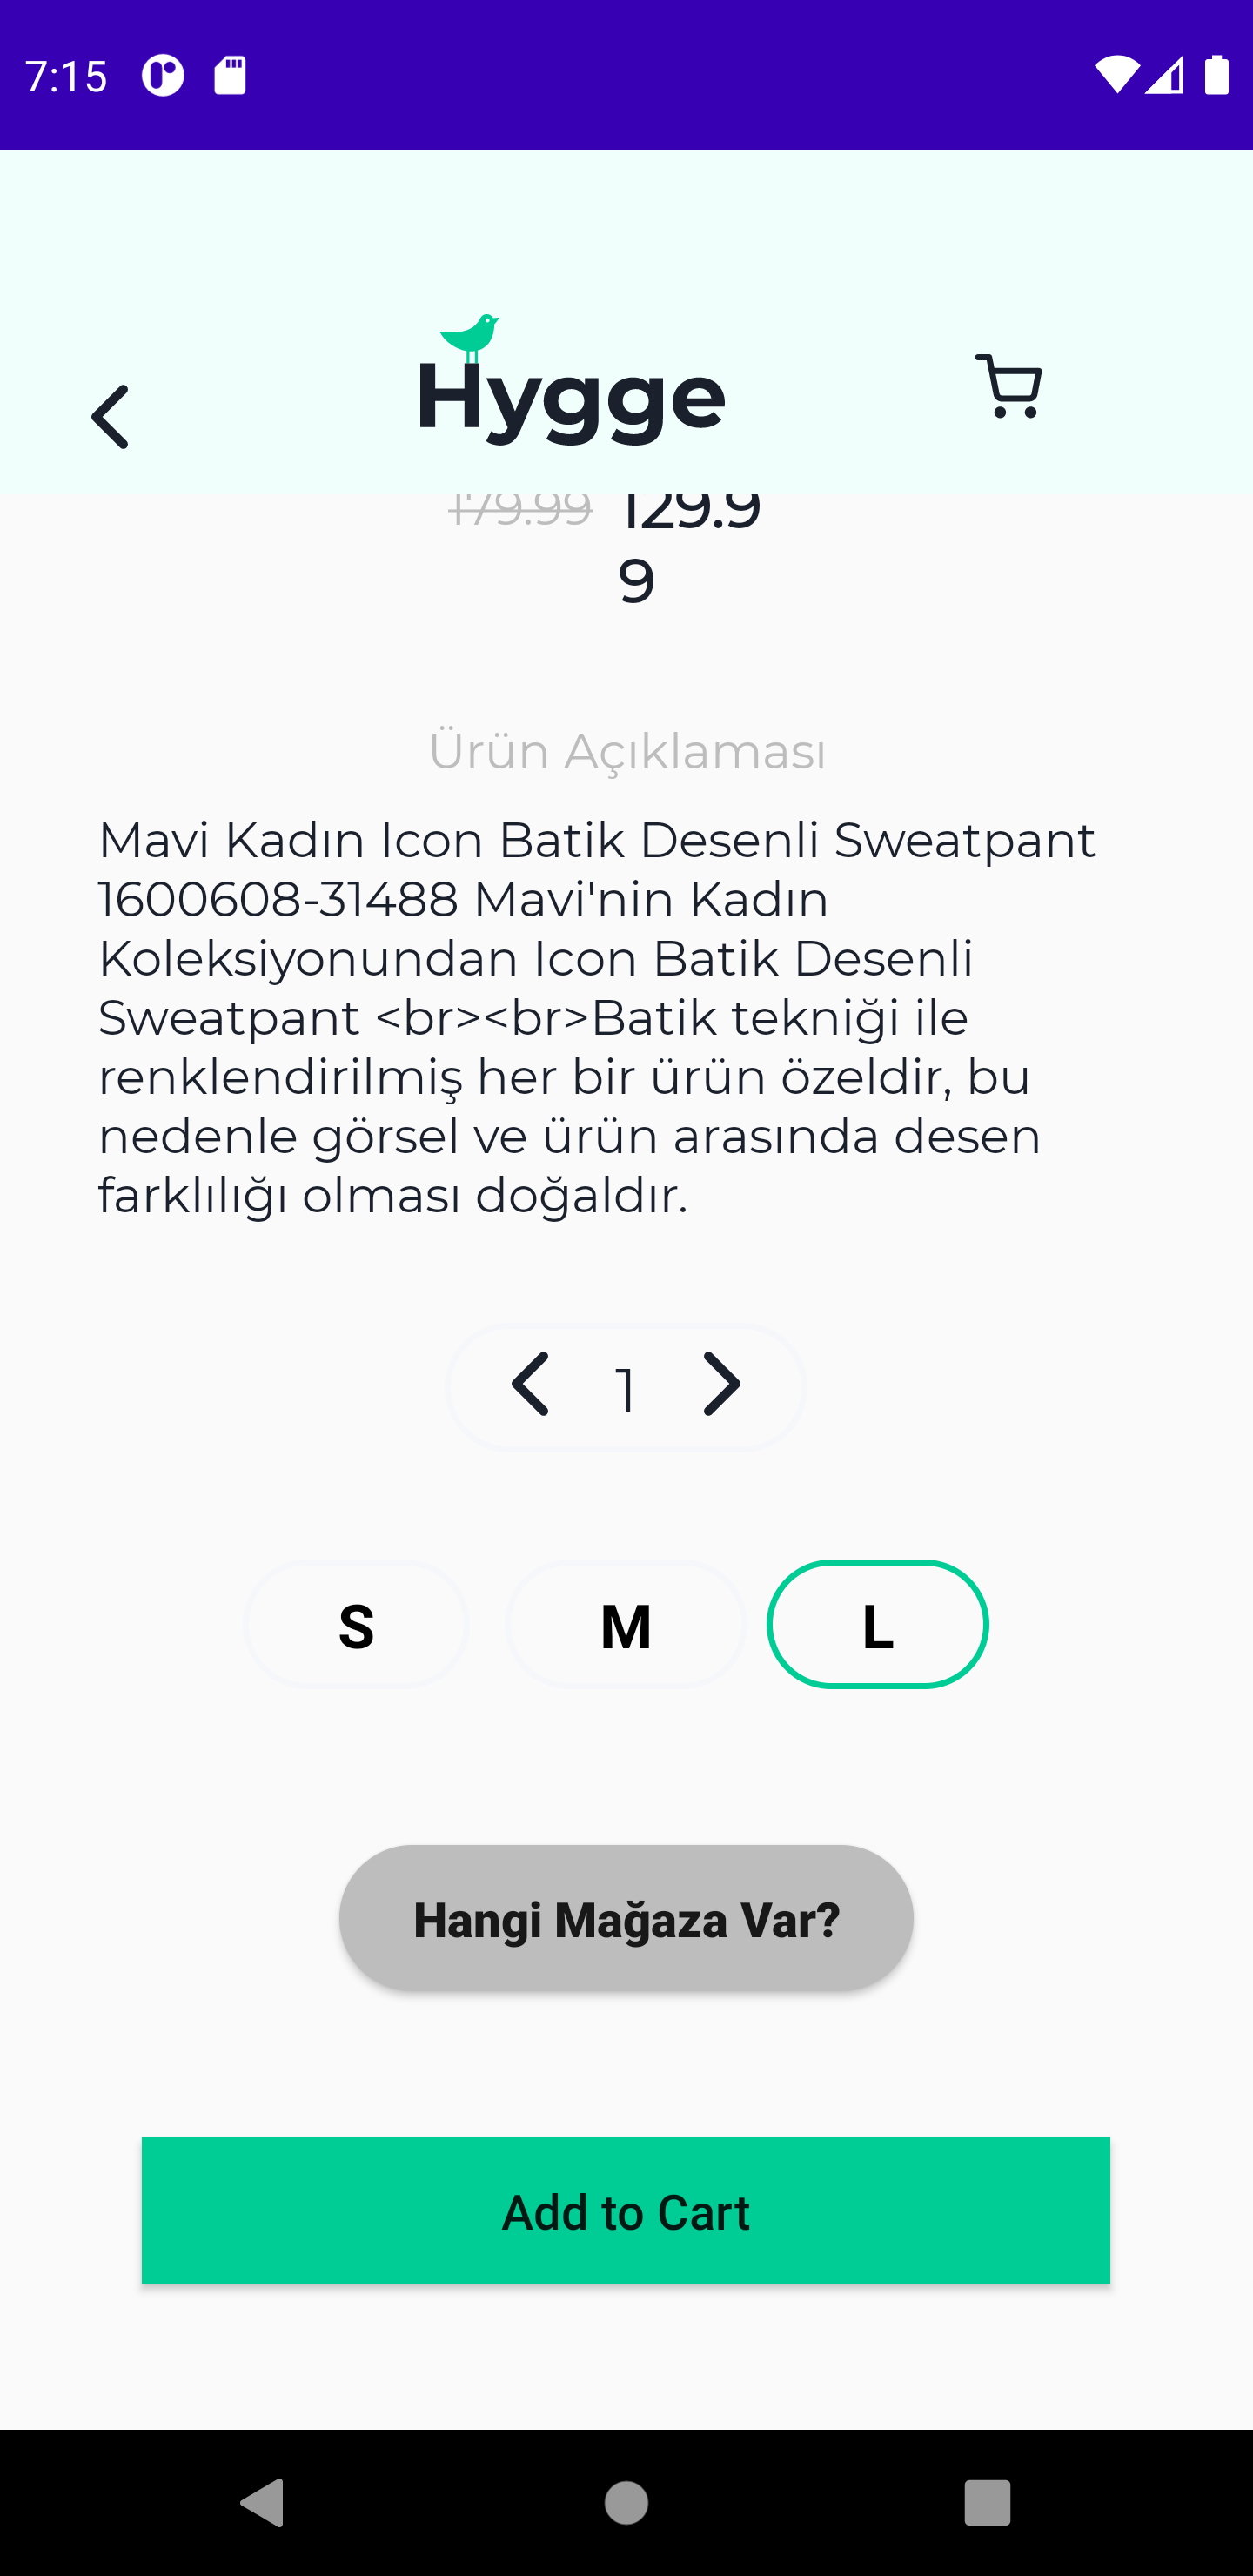 7:15
Hygge
179.99 129.9
9
Ürün Açıklaması
Mavi Kadın Icon Batik Desenli Sweatpant
1600608-31488 Mavi'nin Kadın
Koleksiyonundan Icon Batik Desenli
Sweatpant <br><br>Batik tekniği ile
renklendirilmiş her bir ürün özeldir, bu
nedenle görsel ve ürün arasında desen
farklılığı olması doğaldır.
1
S M L
Hangi Mağaza Var?
Add to Cart